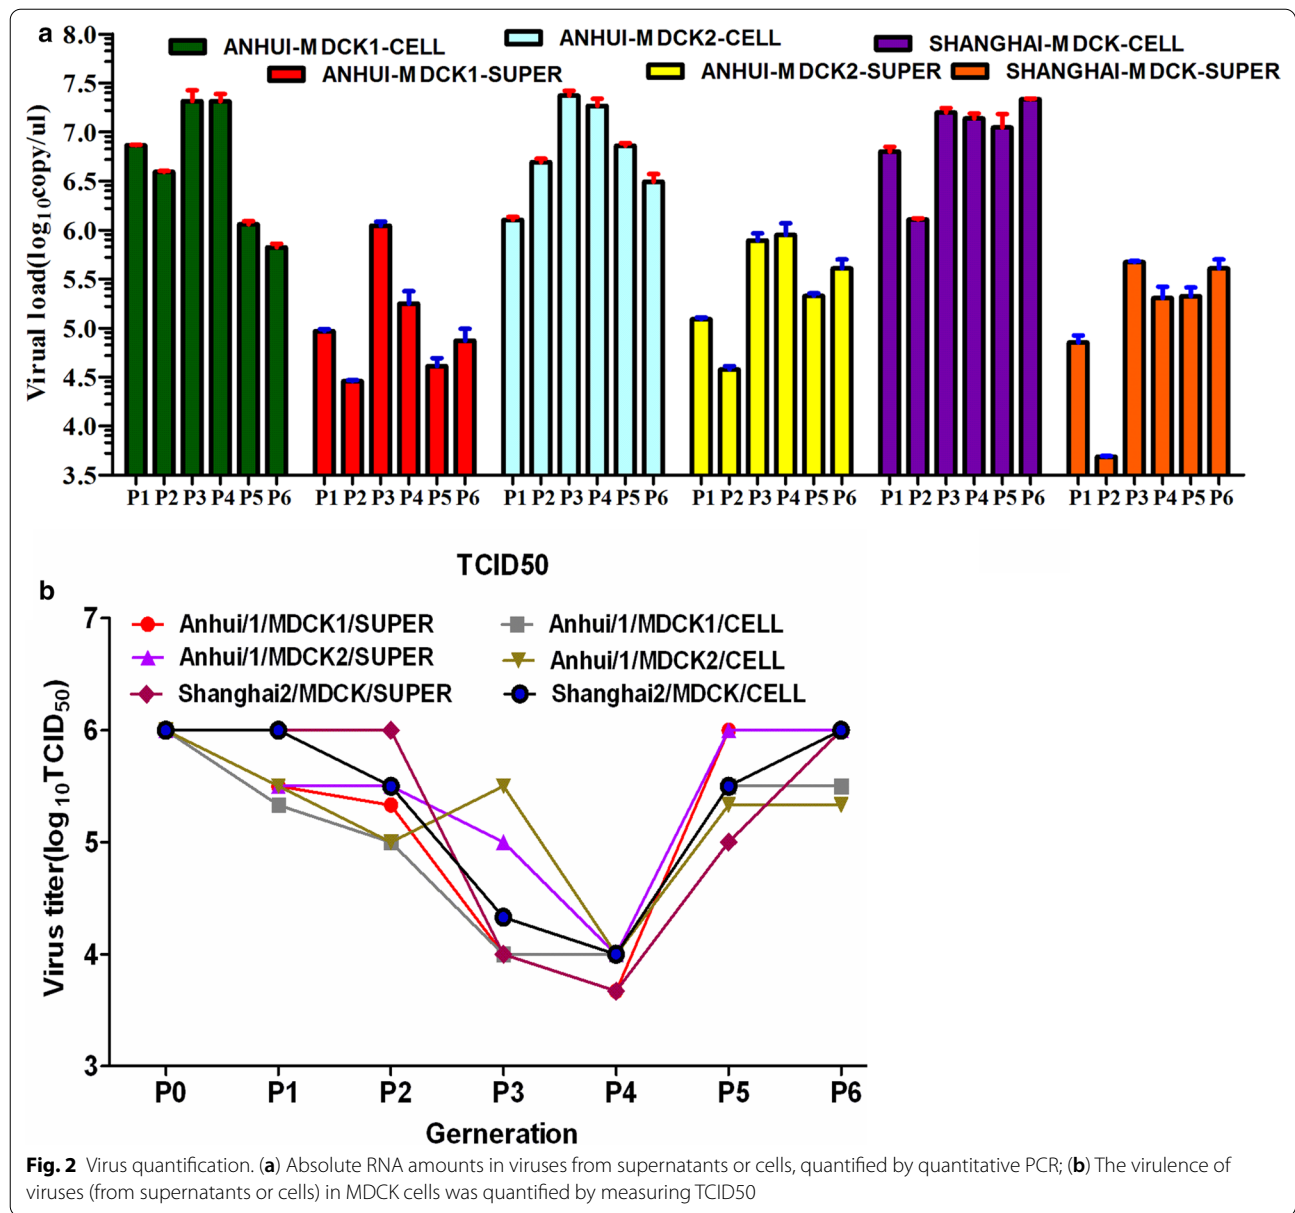 a
8.0
7.5
7.0
6.5
6.0
5.5
5.0
4.5
4.0
3.5
Virual load(log10copy/ul)
ANHUI-MDCK1-CELL
ANHUI-MDCK2-CELL
SHANGHAI-MDCK-CELL
ANHUI-MDCK1-SUPER
ANHUI-MDCK2-SUPER
SHANGHAI-MDCK-SUPER
P1 P2 P3 P4 P5 P6 P1 P2 P3 P4 P5 P6 P1 P2 P3 P4 P5 P6 P1 P2 P3 P4 P5 P6 P1 P2 P3 P4 P5 P6 P1 P2 P3 P4 P5 P6
TCID50
b
7
6
5
4
3
Virus titer(log10TCID50)
Anhui/1/MDCK1/SUPER
Anhui/1/MDCK1/CELL
Anhui/1/MDCK2/SUPER
Anhui/1/MDCK2/CELL
Shanghai2/MDCK/SUPER
Shanghai2/MDCK/CELL
P0 P1 P2 P3 P4 P5 P6
Gerneration
Fig. 2 Virus quantification. (a) Absolute RNA amounts in viruses from supernatants or cells, quantified by quantitative PCR; (b) The virulence of
viruses (from supernatants or cells) in MDCK cells was quantified by measuring TCID50